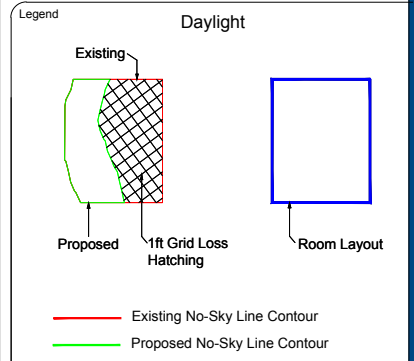 Legend
Daylight
Existing
Proposed
1ft Grid Loss
Hatching
Room Layout
Existing No-Sky Line Contour
Proposed No-Sky Line Contour